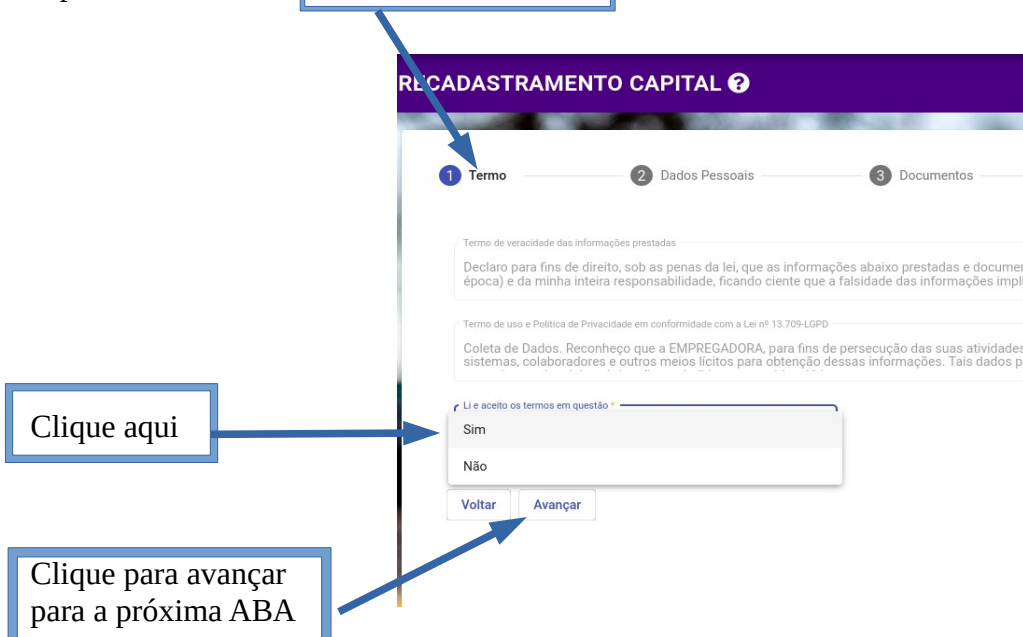 RECADASTRAMENTO CAPITAL ?
1 Termo
2 Dados Pessoais
3 Documentos
Termo de veracidade das informações prestadas
Declaro para fins de direito, sob as penas da lei, que as informações abaixo prestadas e documen
época) e da minha inteira responsabilidade, ficando ciente que a falsidade das informações impli
Termo de uso e Política de Privacidade em conformidade com a Lei nº 13.709-LGPD
Coleta de Dados. Reconheço que a EMPREGADORA, para fins de persecução das suas atividades
sistemas, colaboradores e outros meios lícitos para obtenção dessas informações. Tais dados p
Li e aceito os termos em questão *
Clique aqui
Sim
Não
Voltar Avançar
Clique para avançar
para a próxima ABA